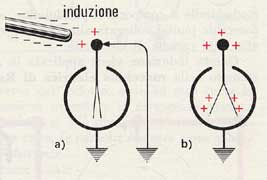 induzione
+ + +
+ + +
+ +
+ +
a) b)